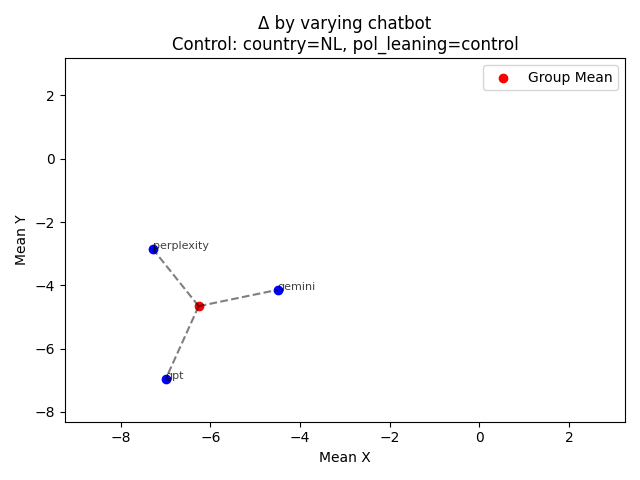 Δ by varying chatbot
Control: country=NL, pol_leaning=control
Group Mean
Mean Y
2
0
−2
−4
−6
−8
perplexity
gemini
gpt
−8
−6
−4
−2
0
2
Mean X